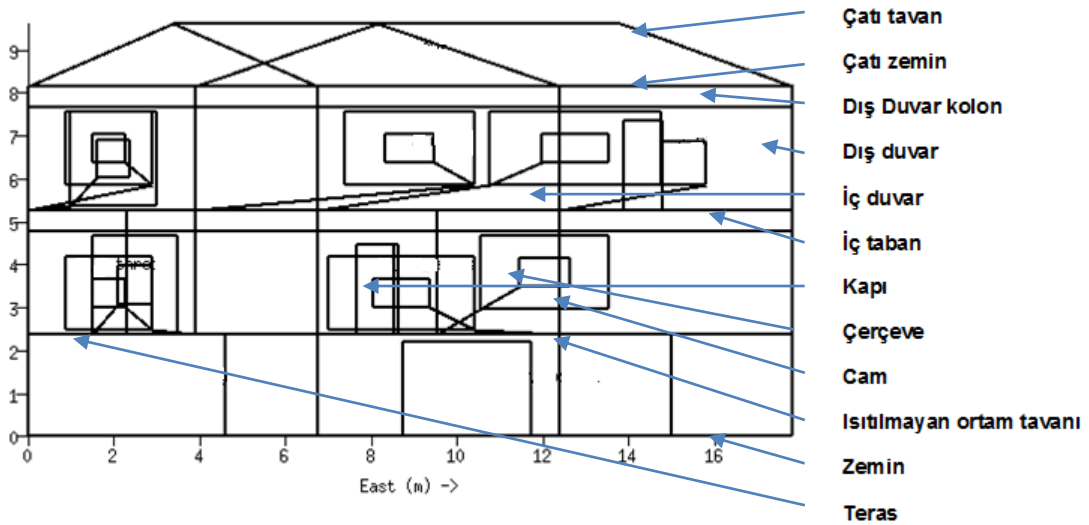 Çatı tavan
Çatı zemin
Dış Duvar kolon
Dış duvar
İç duvar
İç taban
Kapı
Çerçeve
Cam
Isıtılmayan ortam tavanı
Zemin
Teras
9
8
7
6
5
4
3
2
1
0
0 2 4 6 8 10 12 14 16
East (m) ->